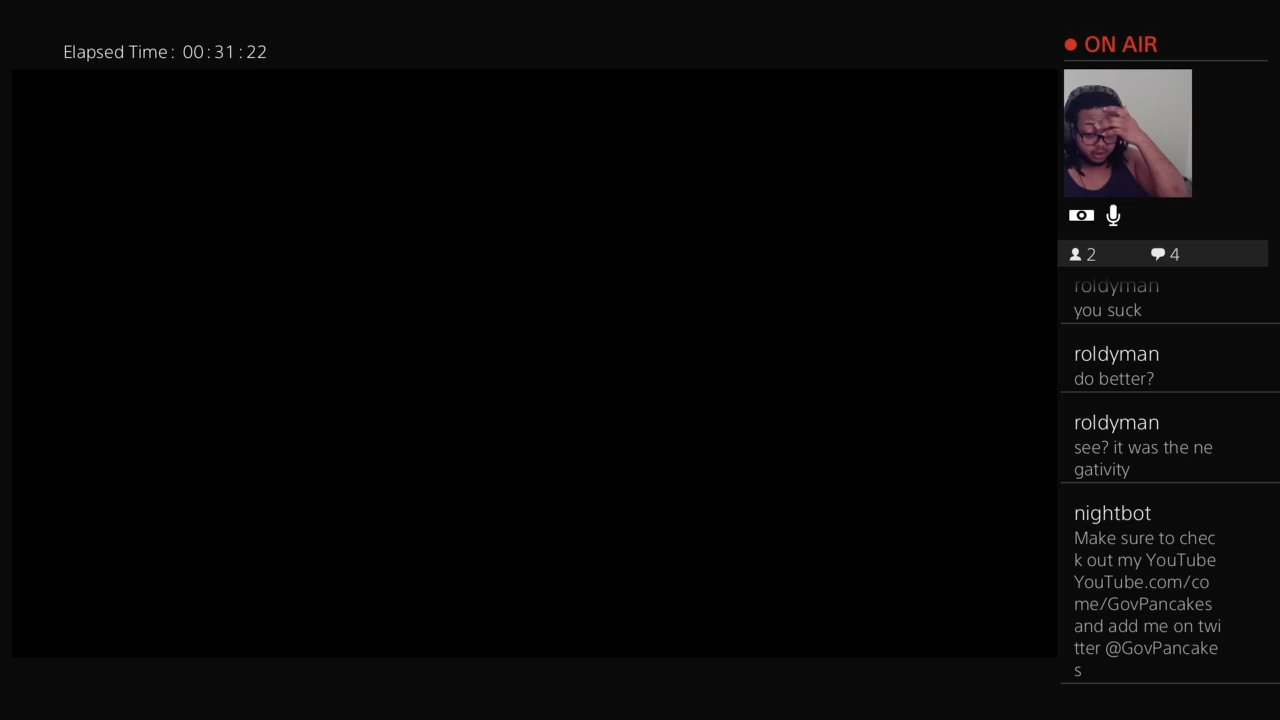 Elapsed Time: 00:31:22
ON AIR
2
4
roldyman
you suck
roldyman
do better?
roldyman
see? it was the ne
gativity
nightbot
Make sure to chec
k out my YouTube
YouTube.com/co
me/GovPancakes
and add me on twi
tter @GovPancake
s